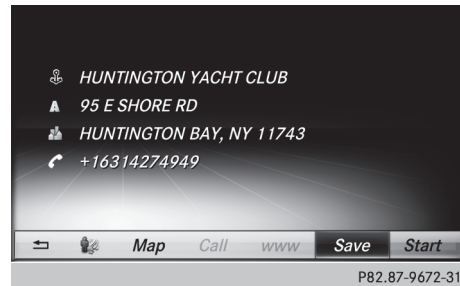 HUNTINGTON YACHT CLUB
95 E SHORE RD
HUNTINGTON BAY, NY 11743
+16314274949
Map Call www Save Start
P82.87-9672-31